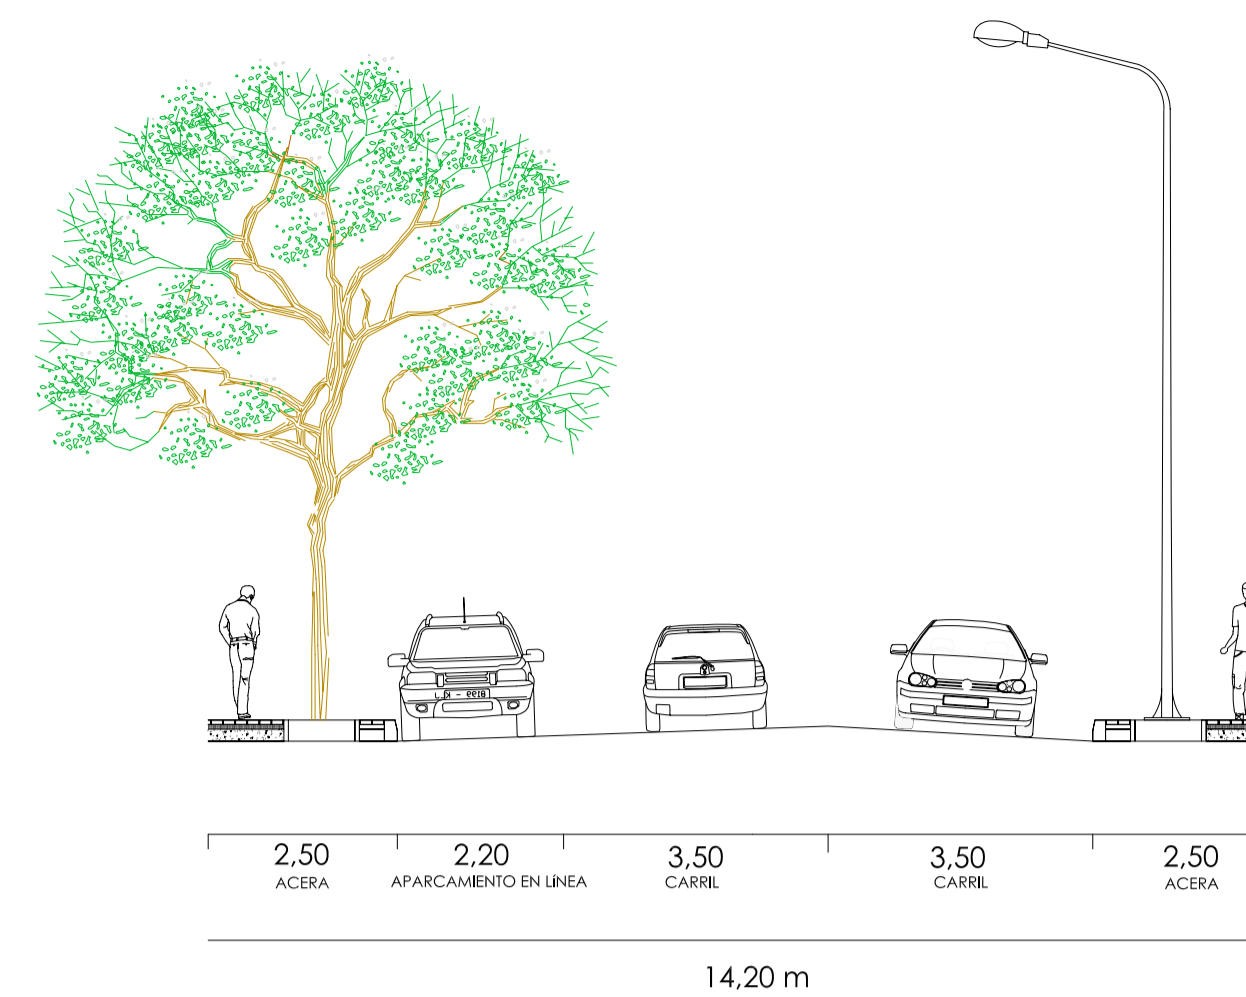 2,50
ACERA
2,20
APARCAMIENTO EN LíNEA
3,50
CARRIL
3,50
CARRIL
2,50
ACERA
14,20 m